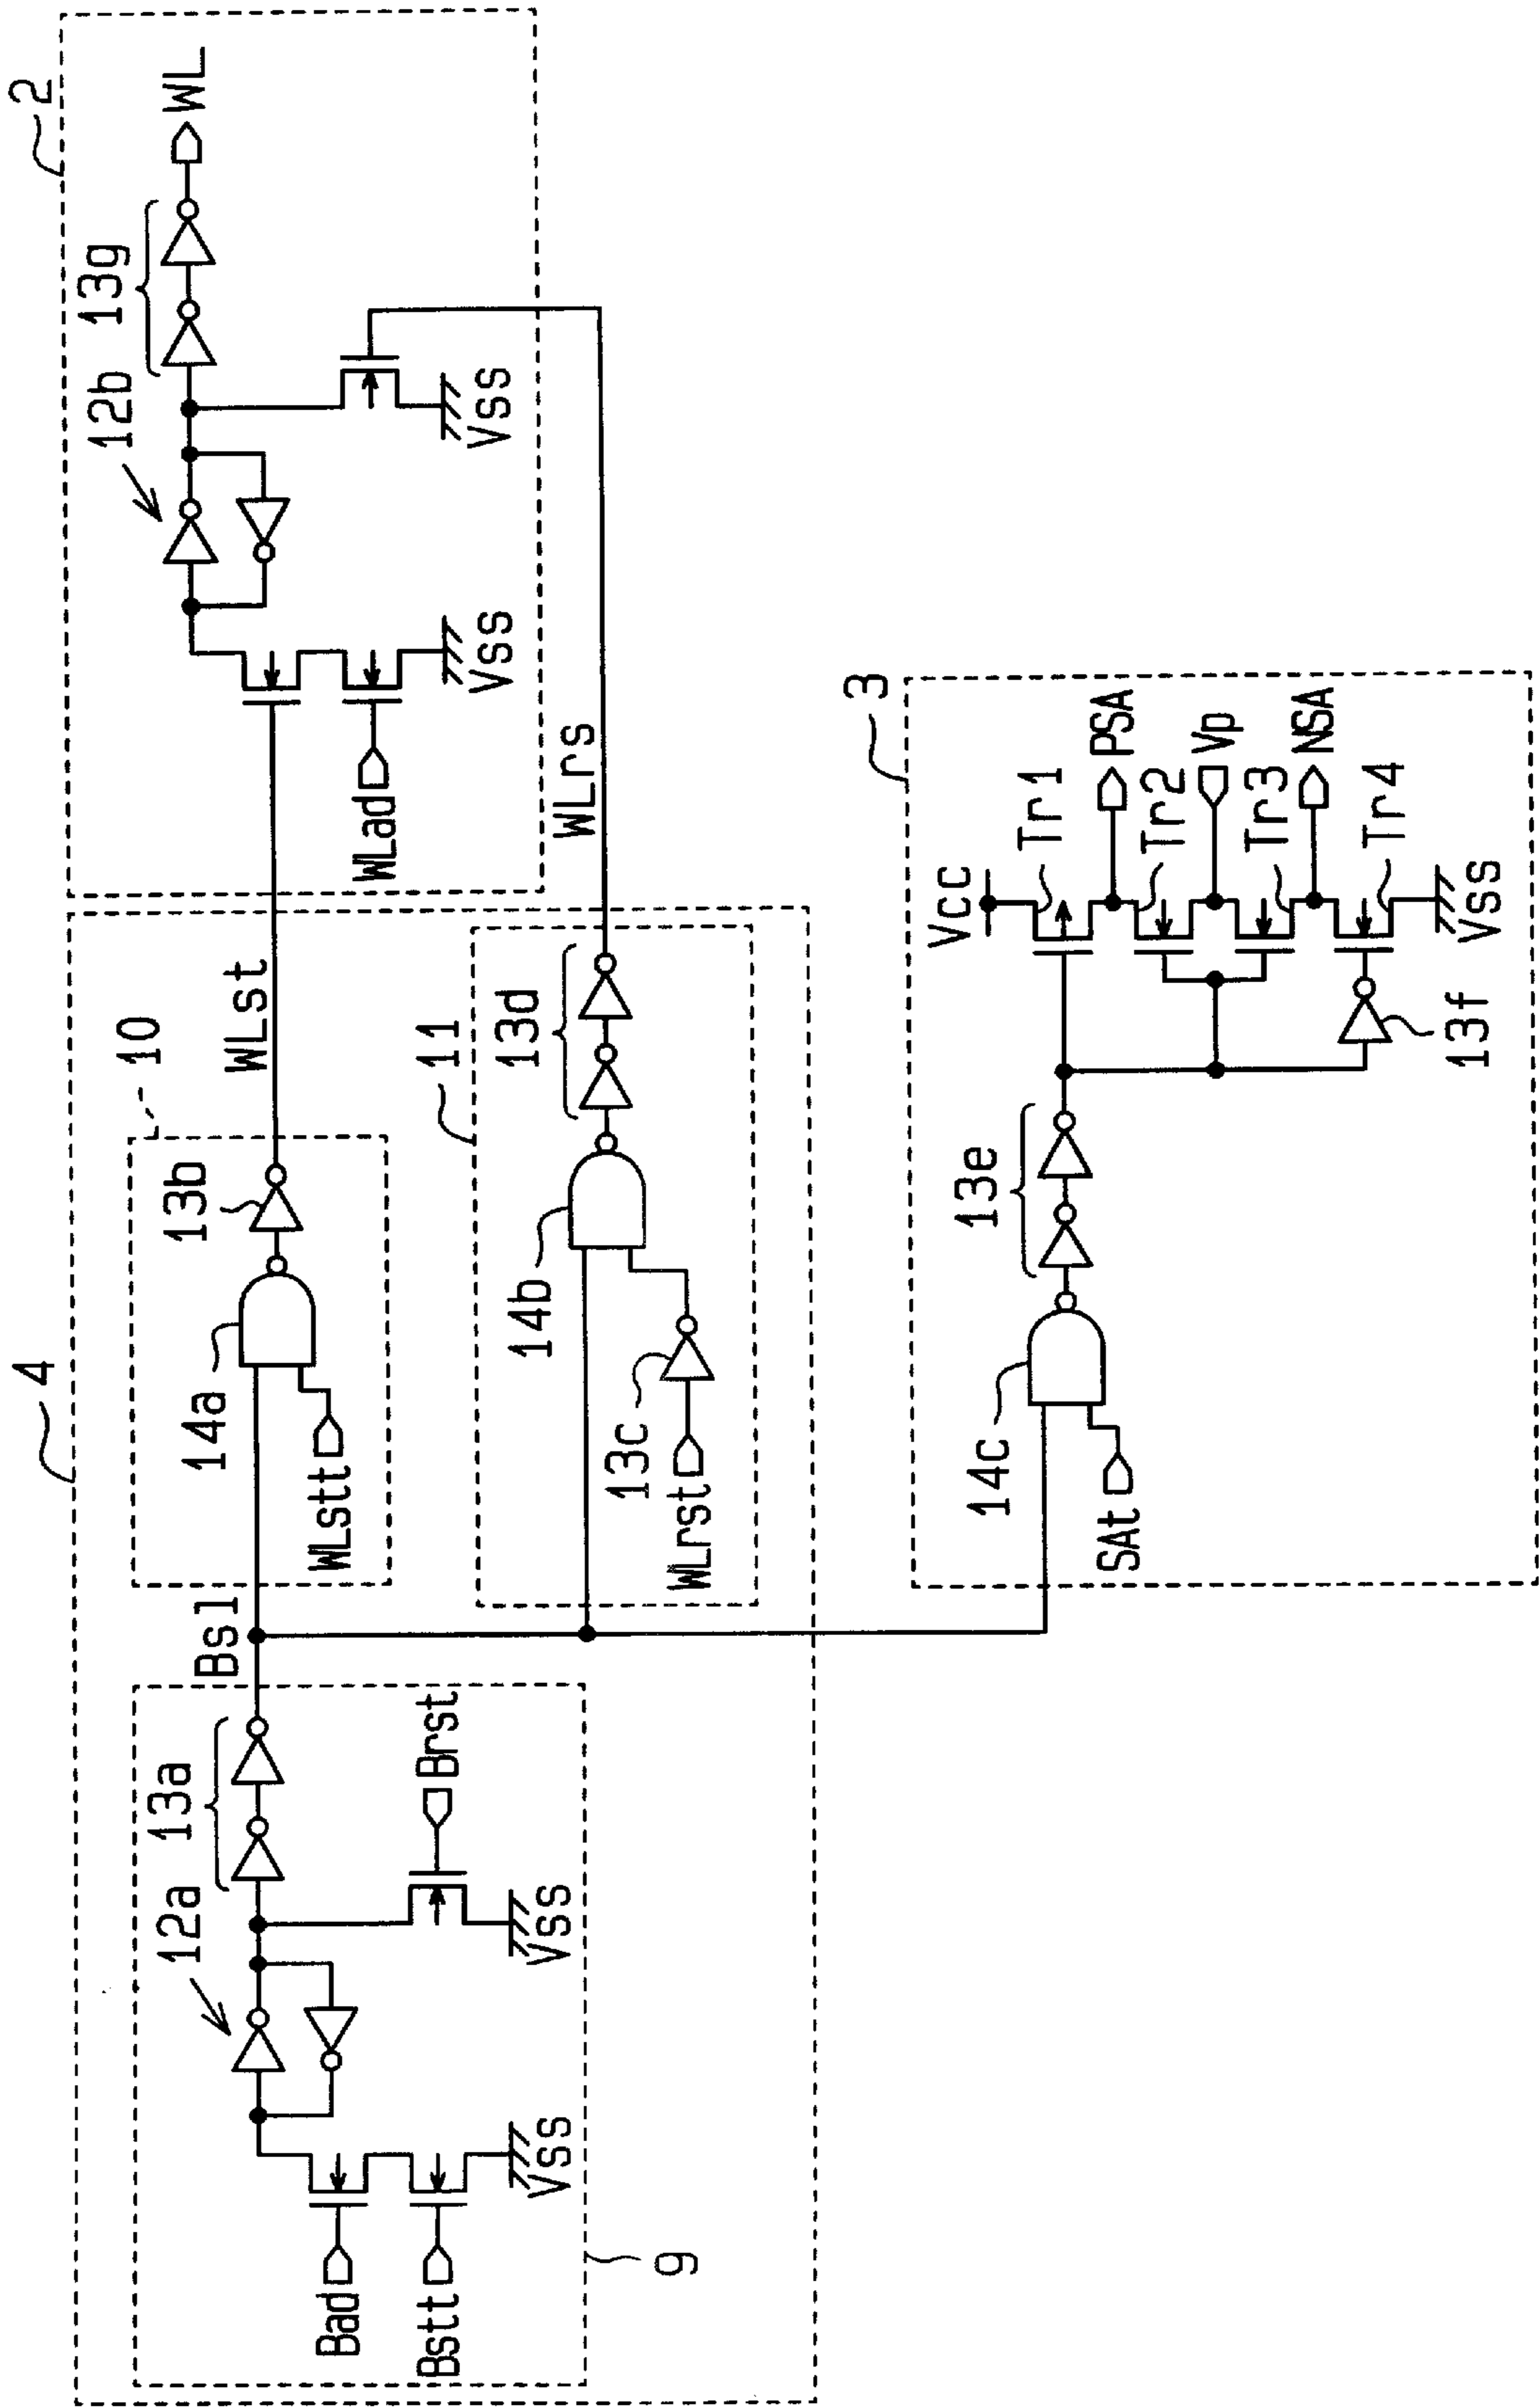 4
9
Bad
Bstt
Vss
12a
13a
Brst
Vss
Bsl
10
14a
WLstt
13b
WLst
11
14b
WLrst
13c
13d
WLrs
2
WLad
Vss
12b
13g
Vss
WL
3
14c
SAt
13e
13f
Vcc
Tr1
PSA
Tr2
Vp
Tr3
NSA
Tr4
Vss